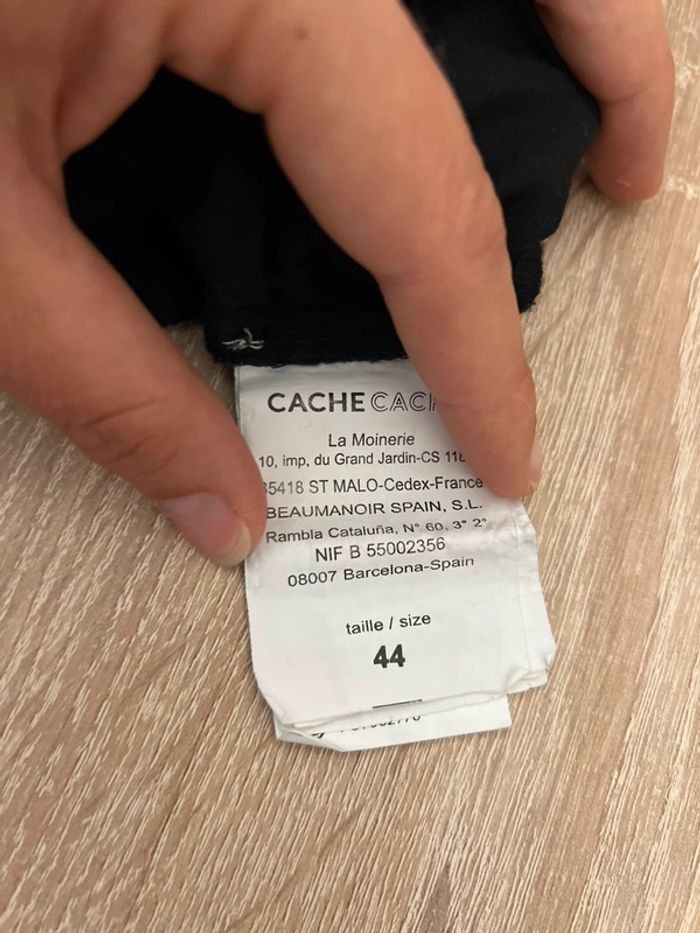 CACHE CACH
La Moinerie
10, imp, du Grand Jardin-CS 118
35418 ST MALO-Cedex-France
BEAUMANOIR SPAIN, S.L.
Rambla Cataluña, N° 60, 3° 2°
NIF B 55002356
08007 Barcelona-Spain
taille / size
44